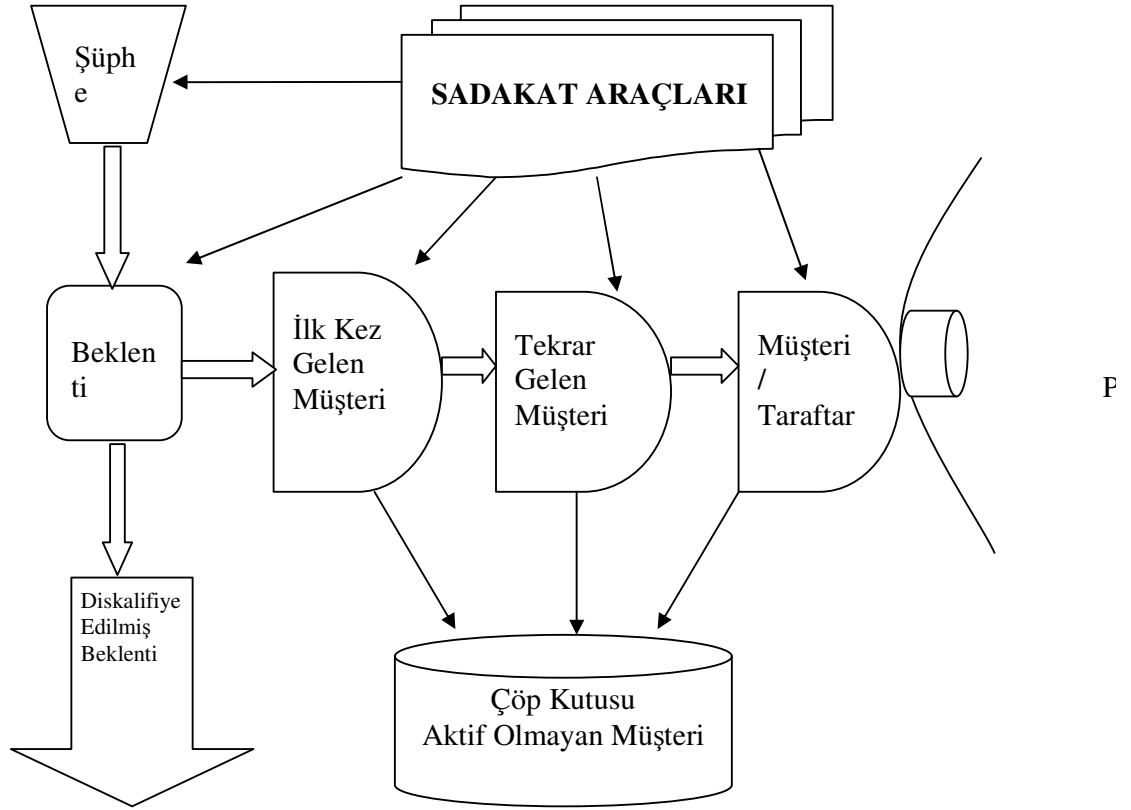 Şüph
e
SADAKAT ARAÇLARI
Beklen
ti
İlk Kez
Gelen
Müşteri
Tekrar
Gelen
Müşteri
Müşteri
/
Taraftar
P
Diskalifiye
Edilmiş
Beklenti
Çöp Kutusu
Aktif Olmayan Müşteri